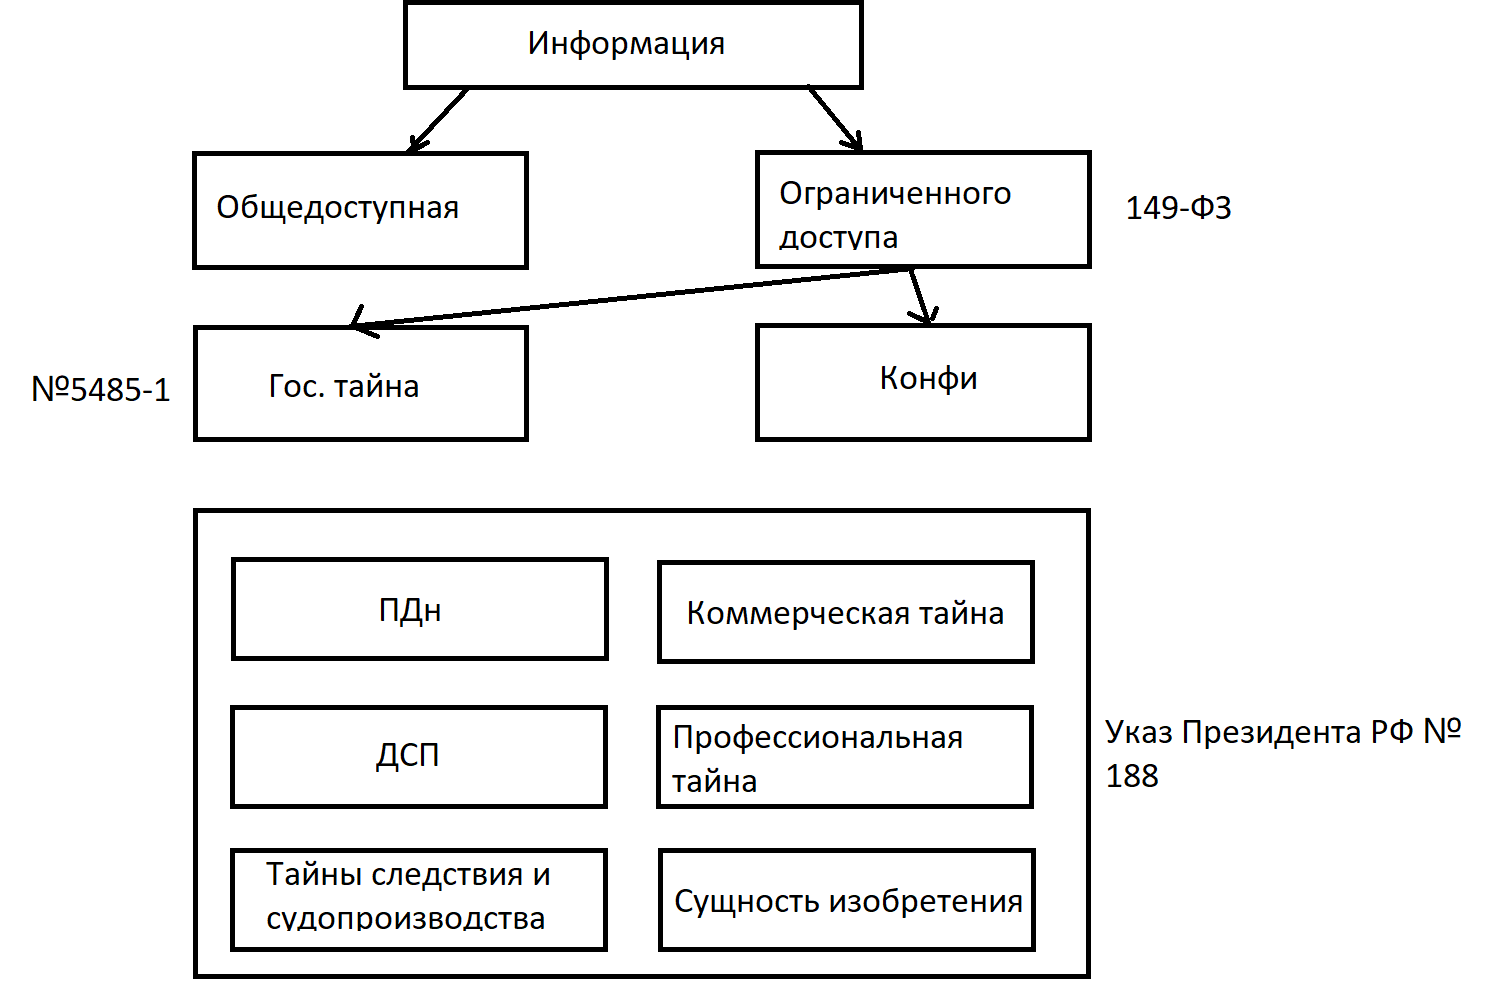 Информация
Общедоступная
Ограниченного
доступа
149-ФЗ
№5485-1
Гос. тайна
Конфи
ПДн
Коммерческая тайна
ДСП
Профессиональная
тайна
Указ Президента РФ №
188
Тайны следствия и
судопроизводства
Сущность изобретения